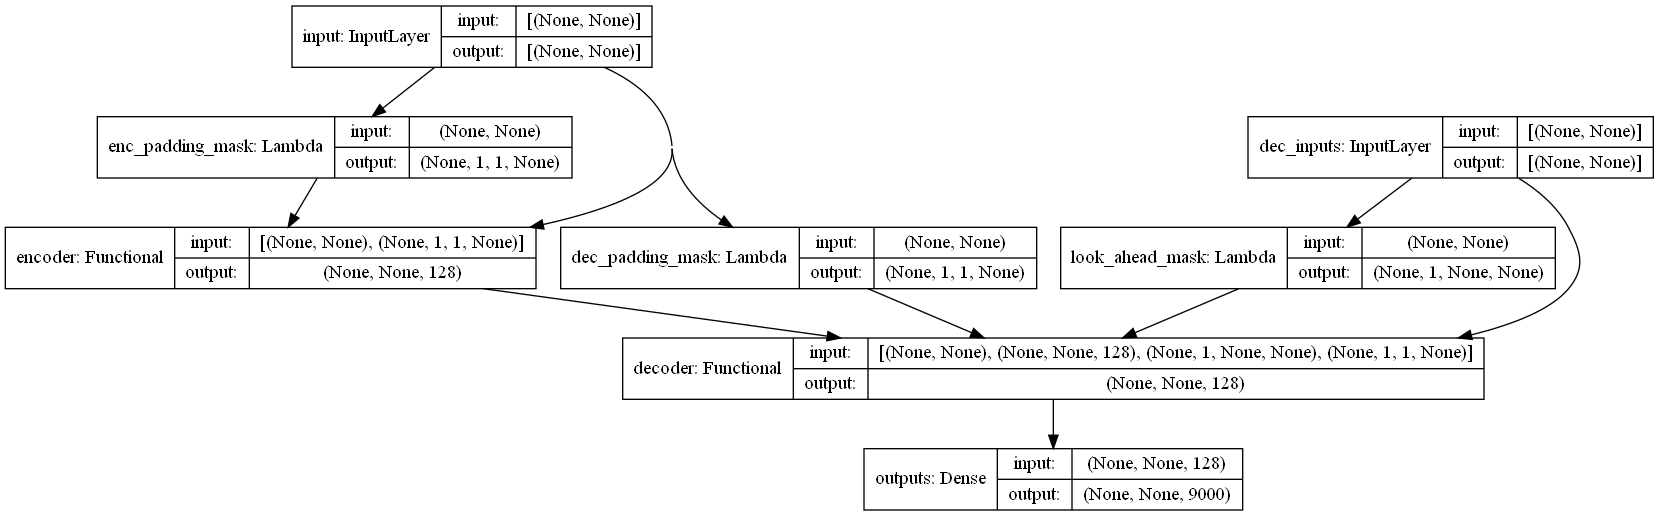 input: InputLayer
input:
[(None, None)]
output:
[(None, None)]
enc_padding_mask: Lambda
input:
(None, None)
output:
(None, 1, 1, None)
dec_inputs: InputLayer
input:
[(None, None)]
output:
[(None, None)]
encoder: Functional
input:
[(None, None), (None, 1, 1, None)]
output:
(None, None, 128)
dec_padding_mask: Lambda
input:
(None, None)
output:
(None, 1, 1, None)
look_ahead_mask: Lambda
input:
(None, None)
output:
(None, 1, None, None)
decoder: Functional
input:
[(None, None), (None, None, 128), (None, 1, None, None), (None, 1, 1, None)]
output:
(None, None, 128)
outputs: Dense
input:
(None, None, 128)
output:
(None, None, 9000)